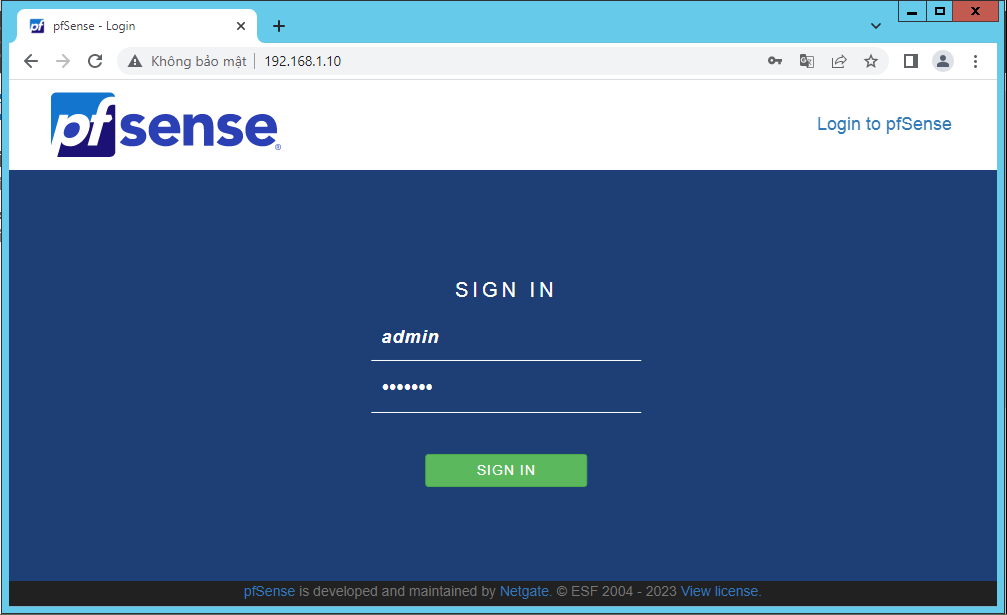 pfSense - Login
Không bảo mật
192.168.1.10
pfsense®
Login to pfSense
SIGN IN
admin
•••••••
SIGN IN
pfSense is developed and maintained by Netgate. © ESF 2004 - 2023 View license.